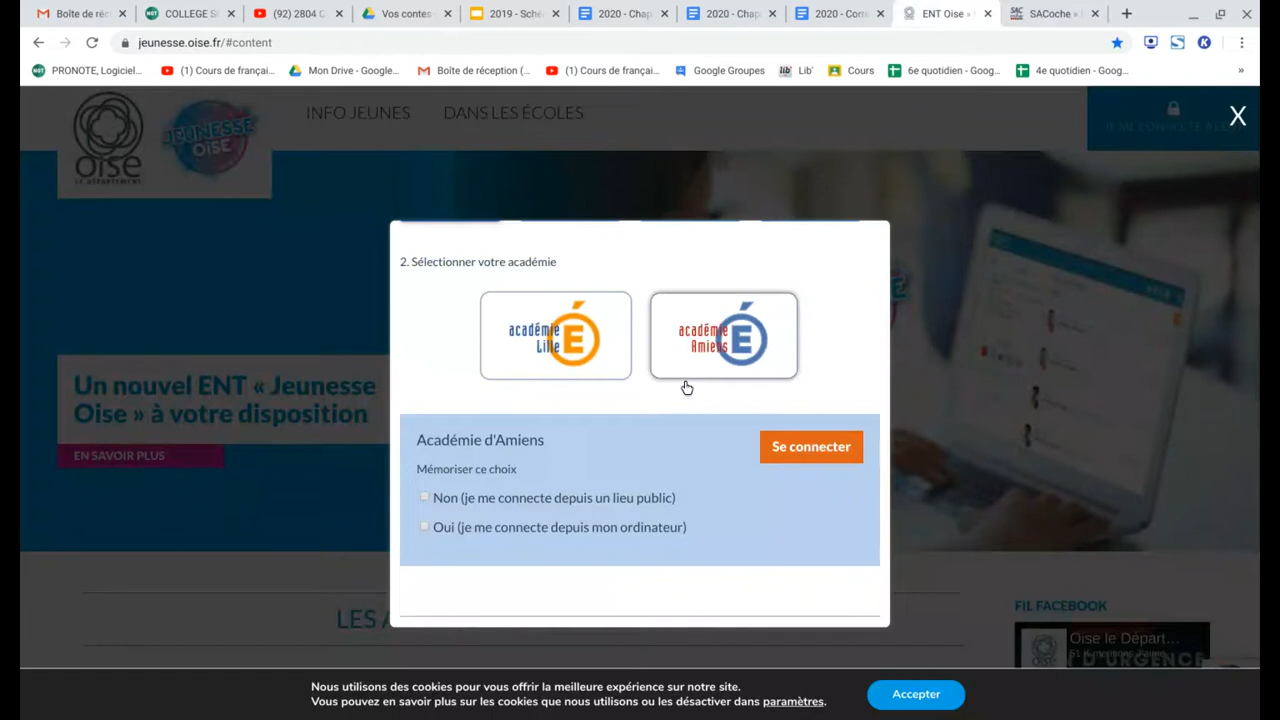 Boîte de réc
COLLEGE S
(92) 2804 C
Vos contes
2019 - Sché
2020 - Chap
2020 - Chap
2020 - Corre
ENT Oise » 
SACoche »
jeunesse.oise.fr/#content
PRONOTE, Logiciel...
(1) Cours de françai...
Mon Drive - Google...
Boîte de réception (...
(1) Cours de françai...
Google Groupes
Lib'
Cours
6e quotidien - Goog...
4e quotidien - Goog...
»
OISE
LE DÉPARTEMENT
JEUNESSE
OISE
INFO JEUNES
DANS LES ÉCOLES
X
2. Sélectionner votre académie
académie
Lille
académie
Amiens
Un nouvel ENT « Jeunesse
Oise » à votre disposition
EN SAVOIR PLUS
Académie d'Amiens
Se connecter
Mémoriser ce choix
Non (je me connecte depuis un lieu public)
Oui (je me connecte depuis mon ordinateur)
LES A
FIL FACEBOOK
Oise le Départ...
51 K mentions J'aime
D'URGENCE
Nous utilisons des cookies pour vous offrir la meilleure expérience sur notre site.
Vous pouvez en savoir plus sur les cookies que nous utilisons ou les désactiver dans paramètres.
Accepter